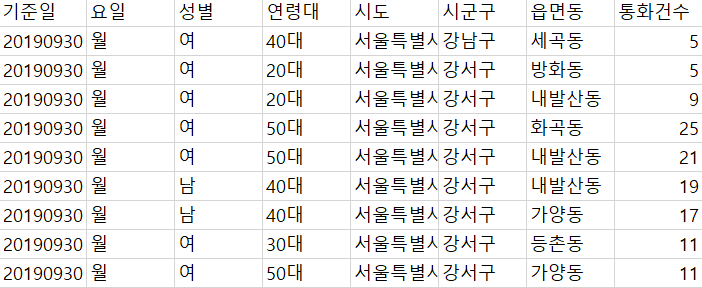 기준일 요일 성별 연령대 시도 시군구 읍면동 통화건수
20190930 월 여 40대 서울특별시 강남구 세곡동 5
20190930 월 여 20대 서울특별시 강서구 방화동 5
20190930 월 여 20대 서울특별시 강서구 내발산동 9
20190930 월 여 50대 서울특별시 강서구 화곡동 25
20190930 월 여 50대 서울특별시 강서구 내발산동 21
20190930 월 남 40대 서울특별시 강서구 내발산동 19
20190930 월 남 40대 서울특별시 강서구 가양동 17
20190930 월 여 30대 서울특별시 강서구 등촌동 11
20190930 월 여 50대 서울특별시 강서구 가양동 11